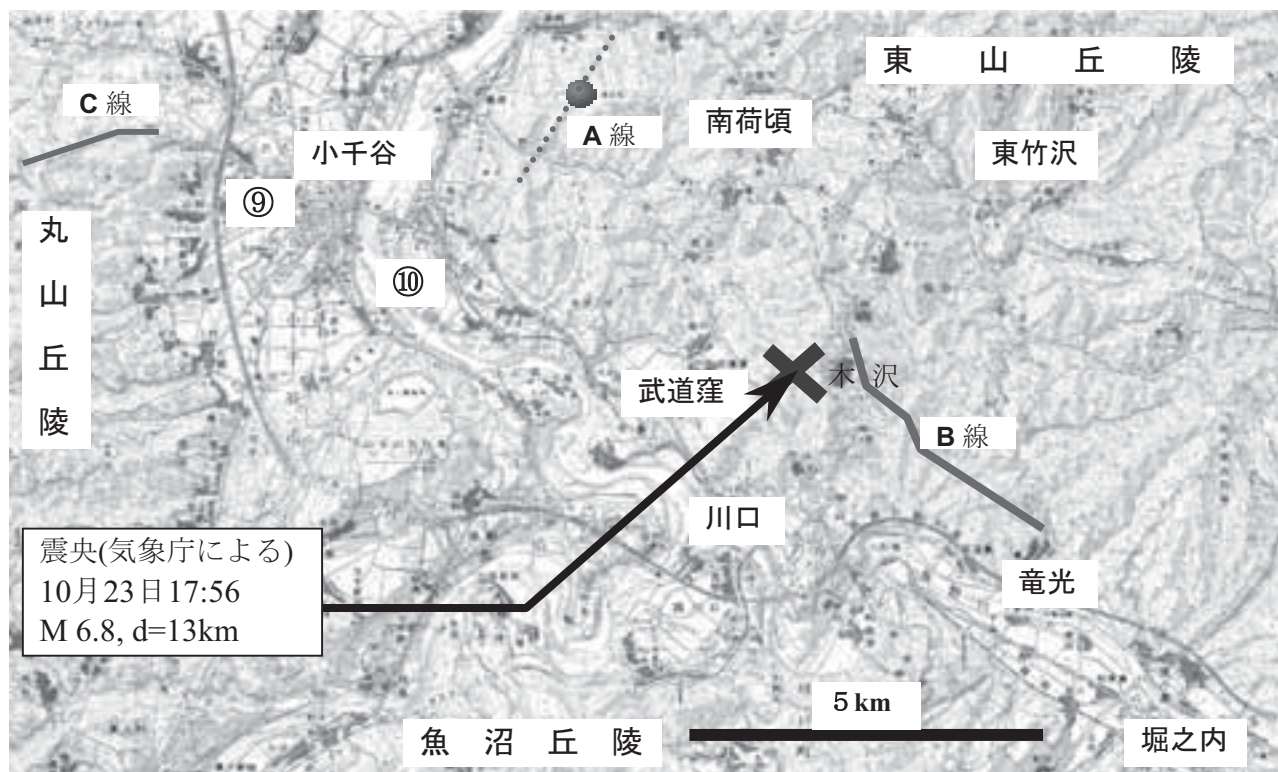 東山丘陵
C 線
A 線
南荷頃
小千谷
東竹沢
⑨
丸山丘陵
⑩
木沢
武道窪
B 線
川口
震央(気象庁による)
10月23日17:56
M 6.8, d=13km
竜光
5 km
魚沼丘陵
堀之内